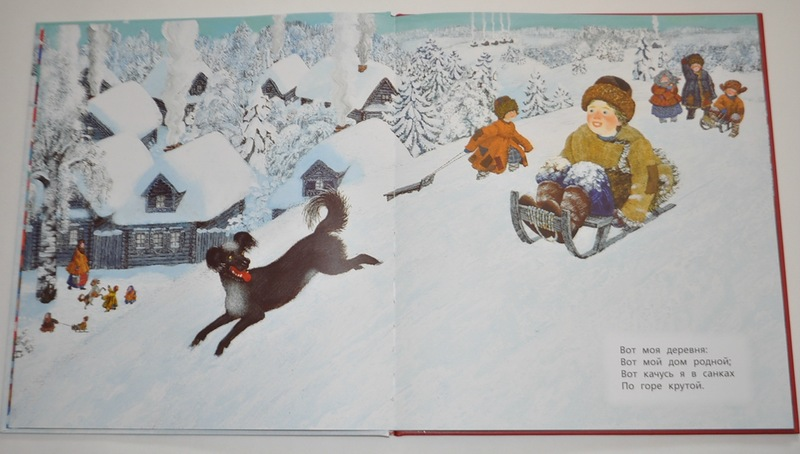 Вот моя деревня:
Вот мой дом родной;
Вот качусь я в санках
По горе крутой.